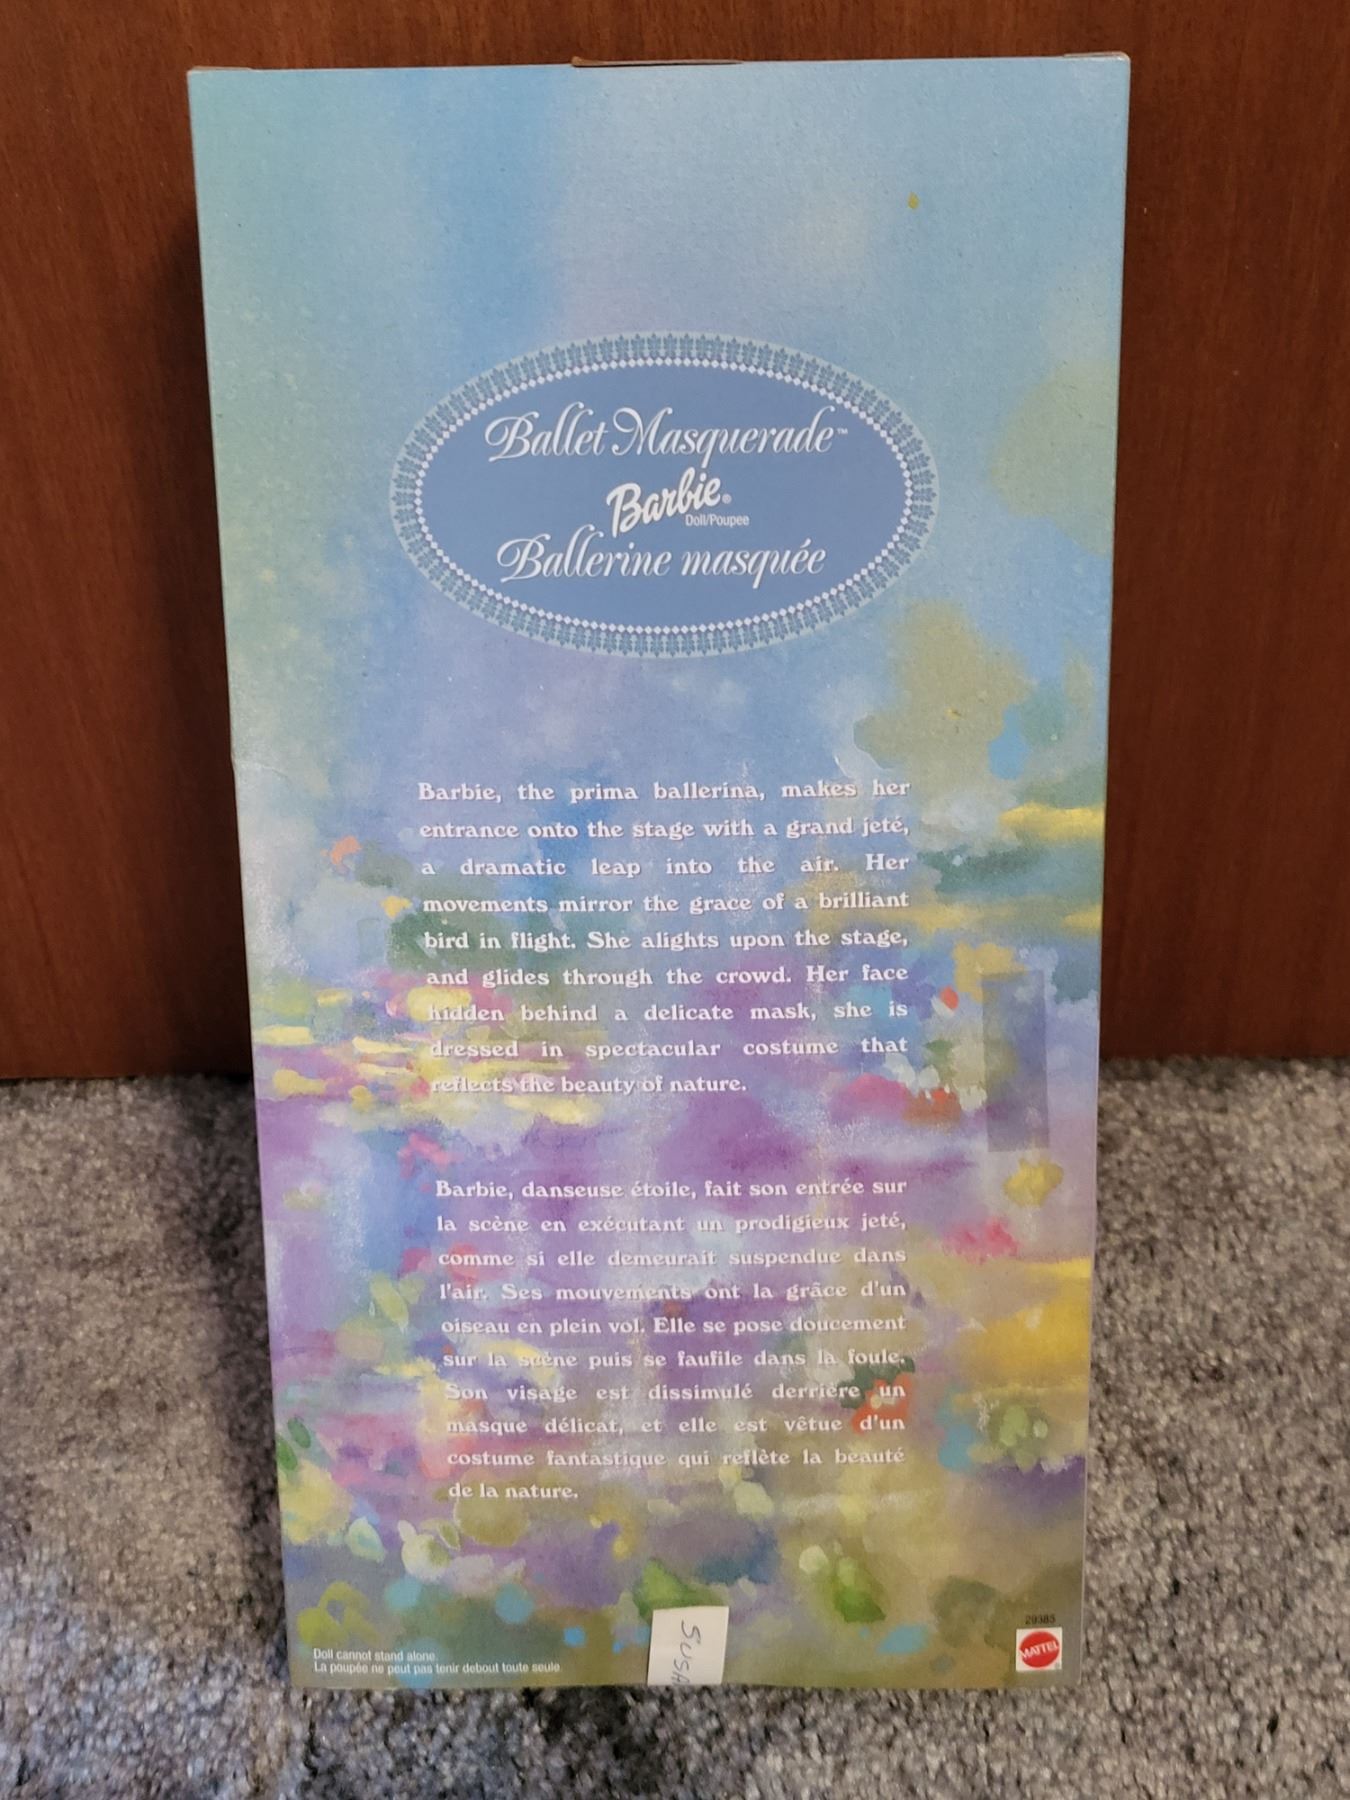 Ballet Masquerade™
Barbie®
Doll/Poupée
Ballerine masquée
Barbie, the prima ballerina, makes her
entrance onto the stage with a grand jeté,
a dramatic leap into the air. Her
movements mirror the grace of a brilliant
bird in flight. She alights upon the stage,
and glides through the crowd. Her face
hidden behind a delicate mask, she is
dressed in spectacular costume that
reflects the beauty of nature.
Barbie, danseuse étoile, fait son entrée sur
la scène en exécutant un prodigieux jeté,
comme si elle demeurait suspendue dans
l'air. Ses mouvements ont la grâce d'un
oiseau en plein vol. Elle se pose doucement
sur la scène puis se faufile dans la foule.
Son visage est dissimulé derrière un
masque délicat, et elle est vêtue d'un
costume fantastique qui reflète la beauté
de la nature.
29385
MATTEL
Doll cannot stand alone.
La poupée ne peut pas tenir debout toute seule.